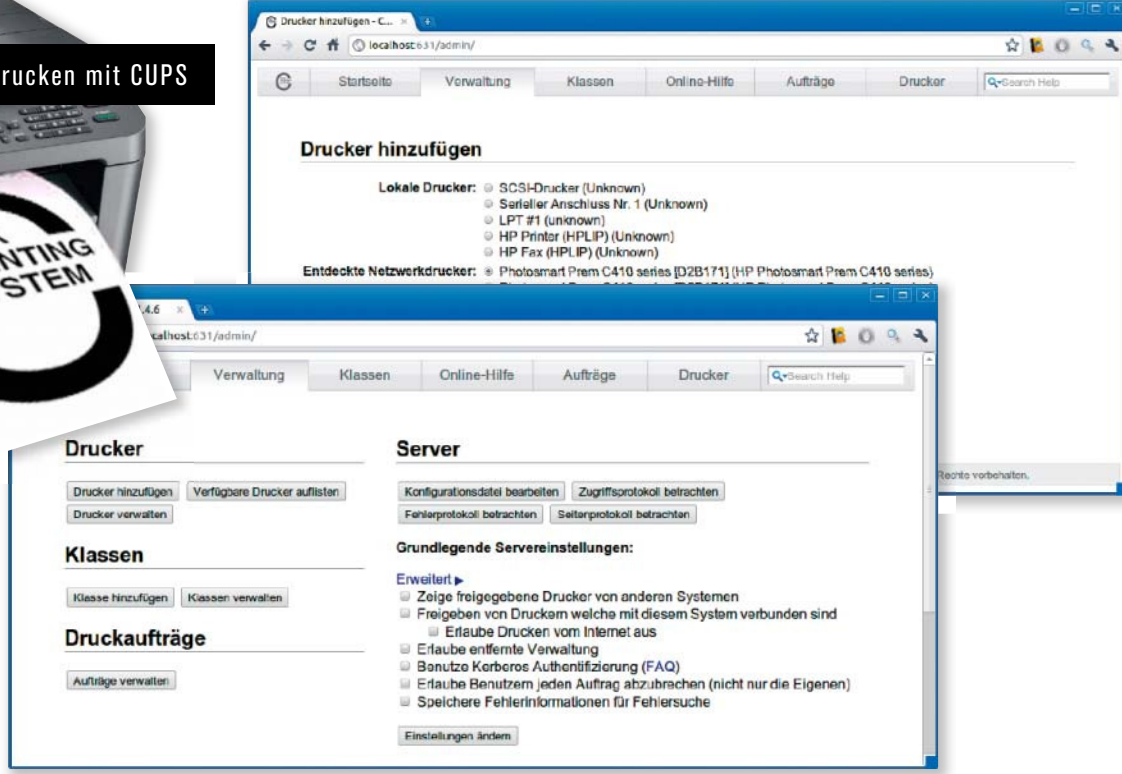 rucken mit CUPS
NTING
STEM
Drucker hinzufügen - C...
localhost:631/admin/
Startseite Verwaltung Klassen Online-Hilfe Aufträge Drucker Search Help
Drucker hinzufügen
Lokale Drucker: SCSI-Drucker (Unknown)
Serieller Anschluss Nr. 1 (Unknown)
LPT #1 (unknown)
HP Printer (HPLIP) (Unknown)
HP Fax (HPLIP) (Unknown)
Entdeckte Netzwerkdrucker: Photosmart Prem C410 series [D2B171] (HP Photosmart Prem C410 series)
Rechte vorbehalten.
.4.6
calhost:631/admin/
Verwaltung Klassen Online-Hilfe Aufträge Drucker Search Help
Drucker
Drucker hinzufügen Verfügbare Drucker auflisten
Drucker verwalten
Klassen
Klasse hinzufügen Klassen verwalten
Druckaufträge
Aufträge verwalten
Server
Konfigurationsdatei bearbeiten Zugriffsprotokoll betrachten
Fehlerprotokoll betrachten Seitenprotokoll betrachten
Grundlegende Servereinstellungen:
Erweitert ▶
Zeige freigegebene Drucker von anderen Systemen
Freigeben von Druckern welche mit diesem System verbunden sind
Erlaube Drucken vom Internet aus
Erlaube entfernte Verwaltung
Benutze Kerberos Authentifizierung (FAQ)
Erlaube Benutzern jeden Auftrag abzubrechen (nicht nur die Eigenen)
Speichere Fehlerinformationen für Fehlersuche
Einstellungen ändern